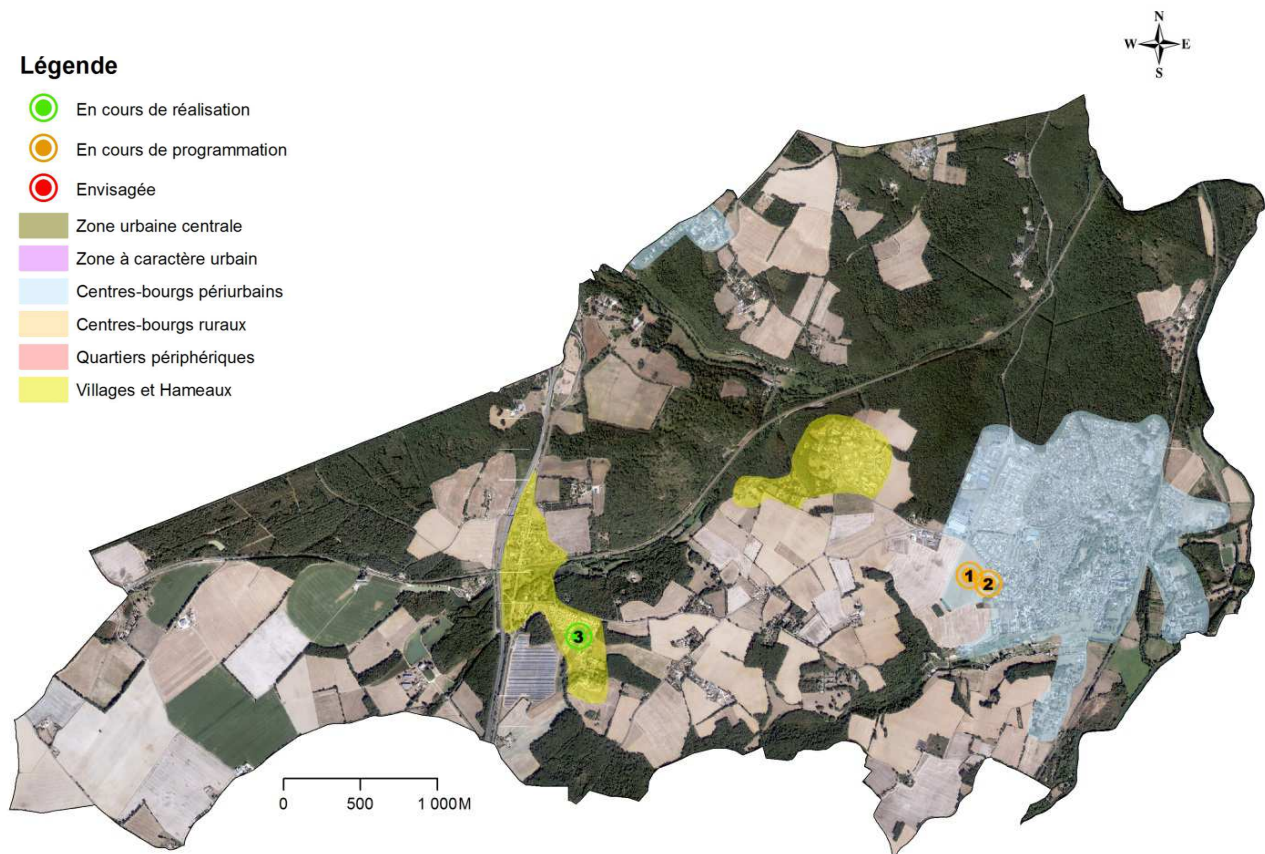 N
W E
S
Légende
En cours de réalisation
En cours de programmation
Envisagée
Zone urbaine centrale
Zone à caractère urbain
Centres-bourgs périurbains
Centres-bourgs ruraux
Quartiers périphériques
Villages et Hameaux
1 2
3
0 500 1 000M